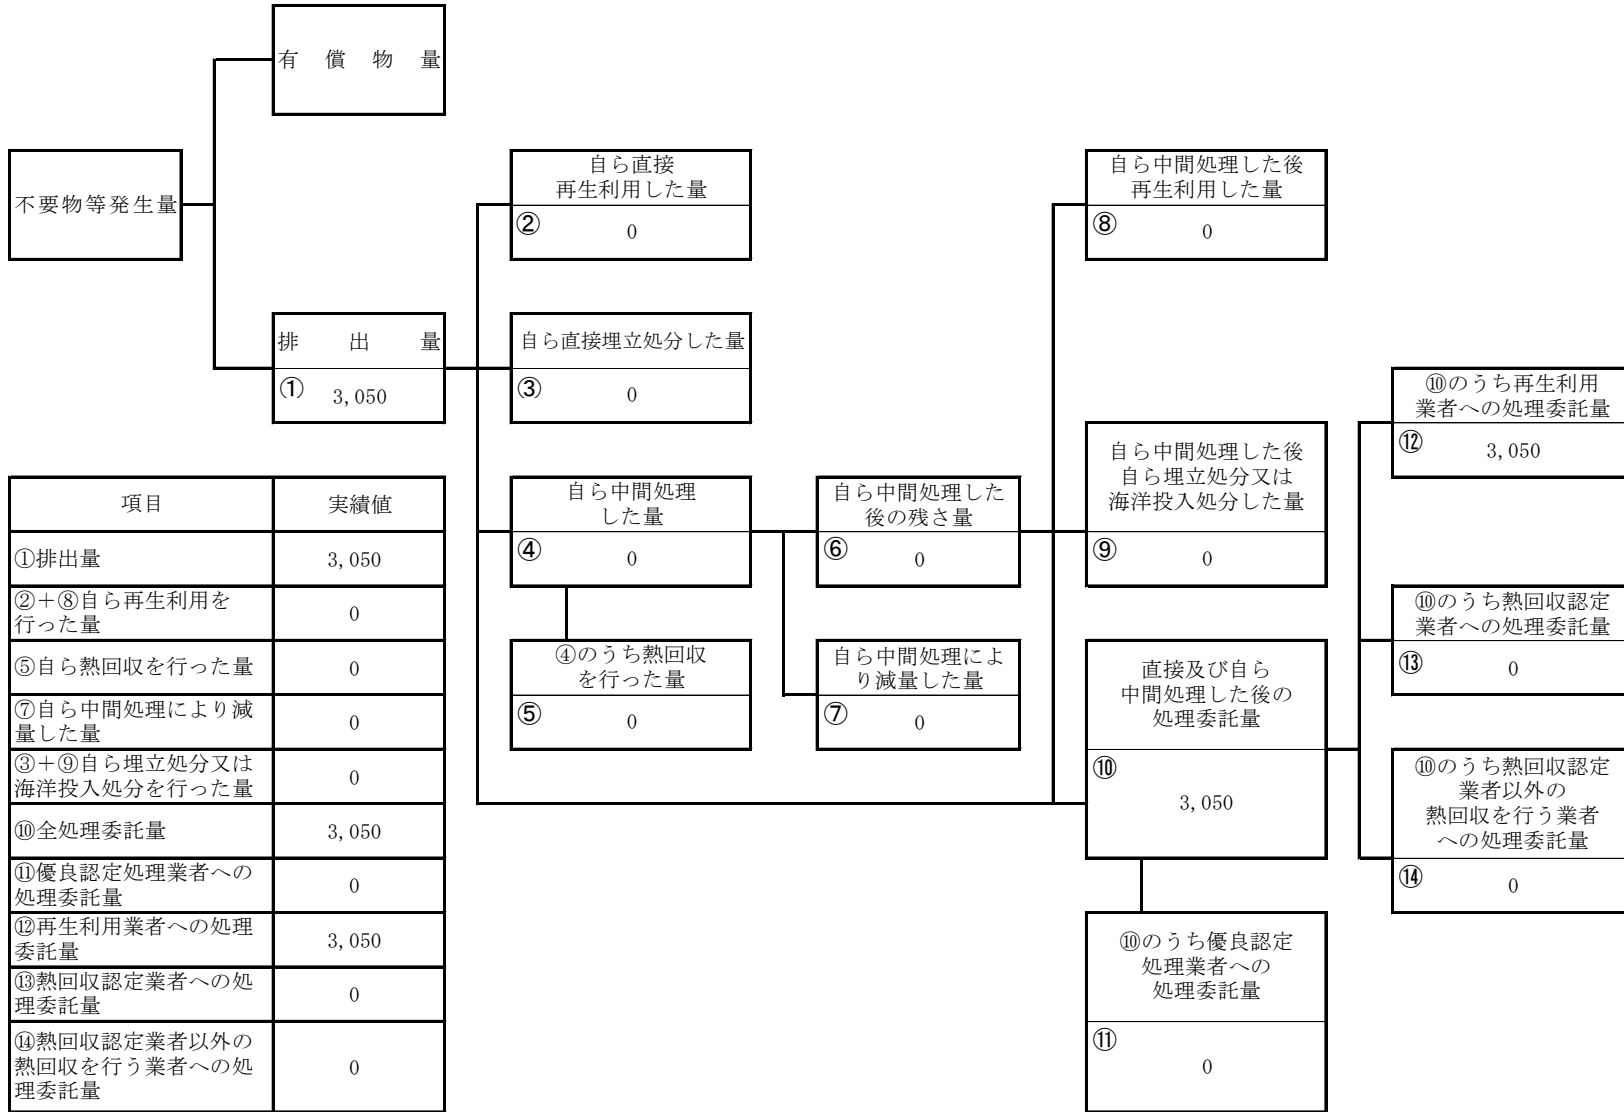 有償物量
不要物等発生量
排出量
① 3,050
自ら直接
再生利用した量
② 0
自ら直接埋立処分した量
③ 0
自ら中間処理
した量
④ 0
④のうち熱回収
を行った量
⑤ 0
自ら中間処理した
後の残さ量
⑥ 0
自ら中間処理によ
り減量した量
⑦ 0
自ら中間処理した後
再生利用した量
⑧ 0
自ら中間処理した後
自ら埋立処分又は
海洋投入処分した量
⑨ 0
直接及び自ら
中間処理した後の
処理委託量
⑩
3,050
⑩のうち優良認定
処理業者への
処理委託量
⑪
0
⑩のうち再生利用
業者への処理委託量
⑫ 3,050
⑩のうち熱回収認定
業者への処理委託量
⑬ 0
⑩のうち熱回収認定
業者以外の
熱回収を行う業者
への処理委託量
⑭ 0
項目 実績値
①排出量 3,050
②+⑧自ら再生利用を
行った量 0
⑤自ら熱回収を行った量 0
⑦自ら中間処理により減
量した量 0
③+⑨自ら埋立処分又は
海洋投入処分を行った量 0
⑩全処理委託量 3,050
⑪優良認定処理業者への
処理委託量 0
⑫再生利用業者への処理
委託量 3,050
⑬熱回収認定業者への処
理委託量 0
⑭熱回収認定業者以外の
熱回収を行う業者への処
理委託量 0